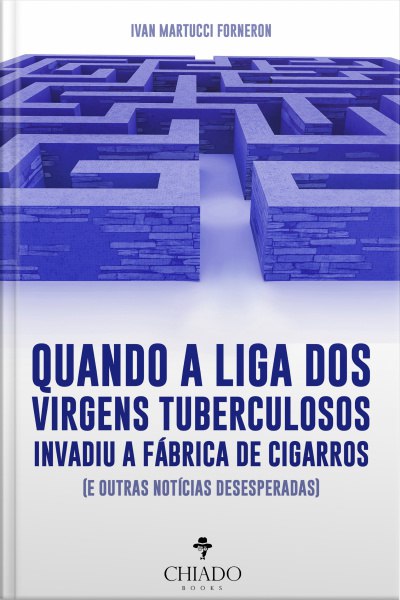 IVAN MARTUCCI FORNERON
QUANDO A LIGA DOS
VIRGENS TUBERCULOSOS
INVADIU A FÁBRICA DE CIGARROS
(E OUTRAS NOTÍCIAS DESESPERADAS)
CHIADO
BOOKS